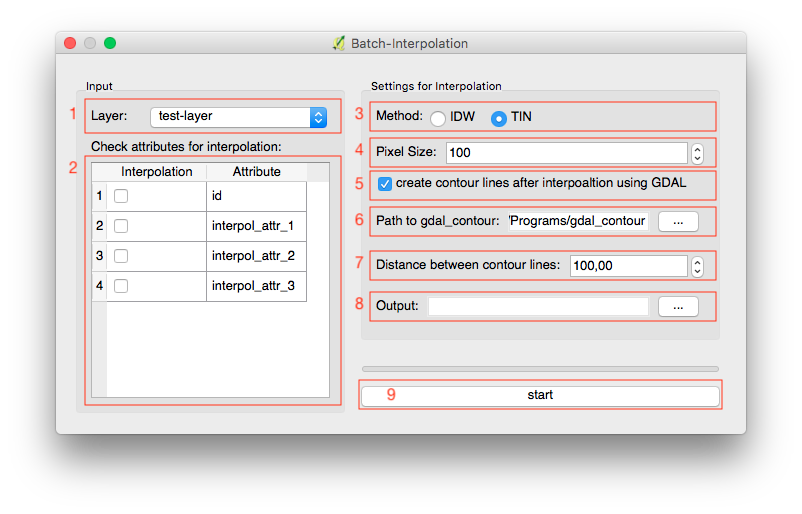 Batch-Interpolation
Input
1 Layer: test-layer
Check attributes for interpolation:
2
Interpolation Attribute
1 id
2 interpol_attr_1
3 interpol_attr_2
4 interpol_attr_3
Settings for Interpolation
3 Method: IDW TIN
4 Pixel Size: 100
5 create contour lines after interpoaltion using GDAL
6 Path to gdal_contour: /Programs/gdal_contour ...
7 Distance between contour lines: 100,00
8 Output: ...
9 start